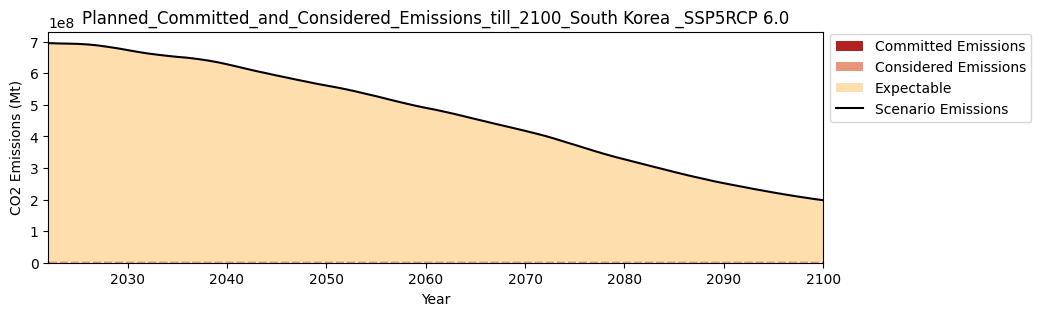 Planned_Committed_and_Considered_Emissions_till_2100_South Korea _SSP5RCP 6.0
1e8
7
6
5
4
3
2
1
0
CO2 Emissions (Mt)
2030 2040 2050 2060 2070 2080 2090 2100
Year
Committed Emissions
Considered Emissions
Expectable
Scenario Emissions